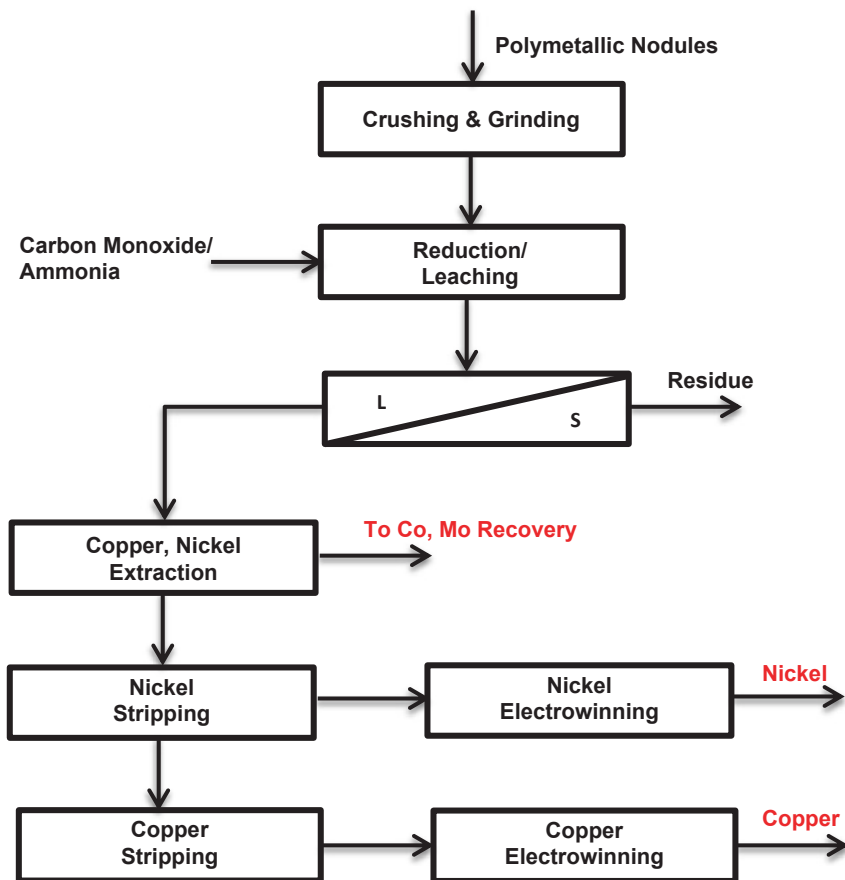 Polymetallic Nodules
Crushing & Grinding
Carbon Monoxide/
Ammonia
Reduction/
Leaching
L
S
Residue
Copper, Nickel
Extraction
To Co, Mo Recovery
Nickel
Stripping
Nickel
Electrowinning
Nickel
Copper
Stripping
Copper
Electrowinning
Copper